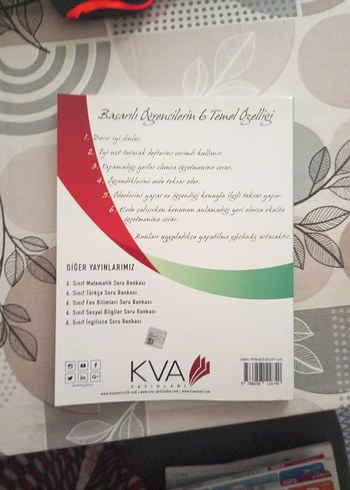 Başarılı Öğrencilerin 6 Temel Özelliği
1. Dersi iyi dinler.
2. İyi not tutarak defterini verimli kullanır.
3. Yapamadığı yerler olunca öğretmenine sorar.
4. Öğrendiklerini evde tekrar eder.
5. Ödevlerini yapar ve öğrendiği konuyla ilgili tekrar yapar.
6. Evde çalışırken konunun anlamadığı yeri olunca okulda
öğretmenine sorar.
Bunları uyguladıkça yapabilme gücünüz artacaktır.
DİĞER YAYINLARIMIZ
6. Sınıf Matematik Soru Bankası
6. Sınıf Türkçe Soru Bankası
6. Sınıf Fen Bilimleri Soru Bankası
6. Sınıf Sosyal Bilgiler Soru Bankası
6. Sınıf İngilizce Soru Bankası
KVA
YAYINLARI